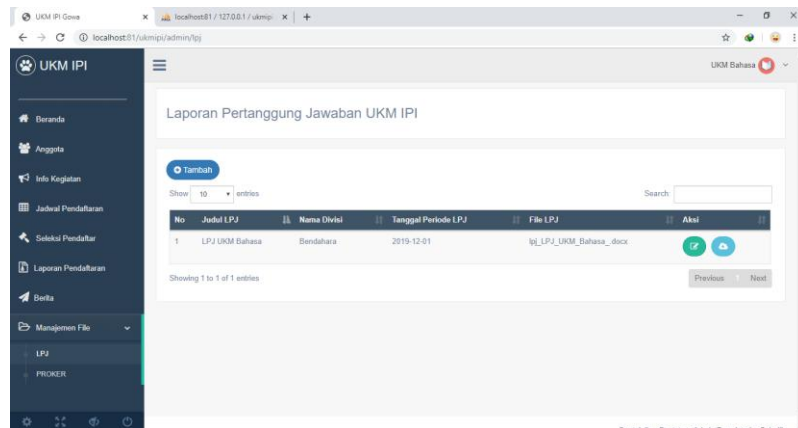 UKM IPI Gowa
localhost:81 / 127.0.0.1 / ukmipi
localhost:81/ukmipi/admin/lpj
UKM IPI
UKM Bahasa
Beranda
Anggota
Info Kegiatan
Jadwal Pendaftaran
Seleksi Pendaftar
Laporan Pendaftaran
Berita
Manajemen File
LPJ
PROKER
Laporan Pertanggung Jawaban UKM IPI
Tambah
Show 10 entries
Search:
No Judul LPJ Nama Divisi Tanggal Periode LPJ File LPJ Aksi
1 LPJ UKM Bahasa Bendahara 2019-12-01 lpj_LPJ_UKM_Bahasa_.docx
Showing 1 to 1 of 1 entries
Previous 1 Next